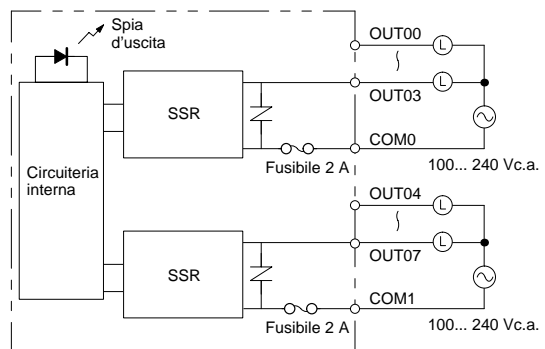 Spia
d'uscita
OUT00
L
SSR
OUT03
L
COM0
Fusibile 2 A
100... 240 Vc.a.
Circuiteria
interna
OUT04
L
SSR
OUT07
L
COM1
Fusibile 2 A
100... 240 Vc.a.